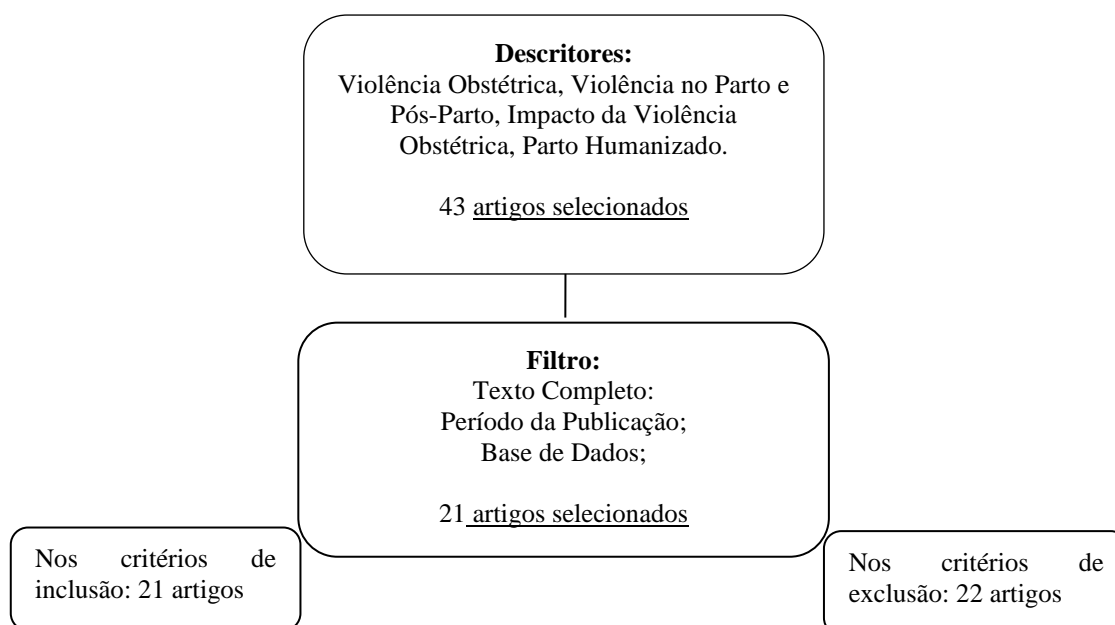 Descritores:
Violência Obstétrica, Violência no Parto e
Pós-Parto, Impacto da Violência
Obstétrica, Parto Humanizado.
43 artigos selecionados
Filtro:
Texto Completo:
Período da Publicação;
Base de Dados;
21 artigos selecionados
Nos critérios de
inclusão: 21 artigos
Nos critérios de
exclusão: 22 artigos